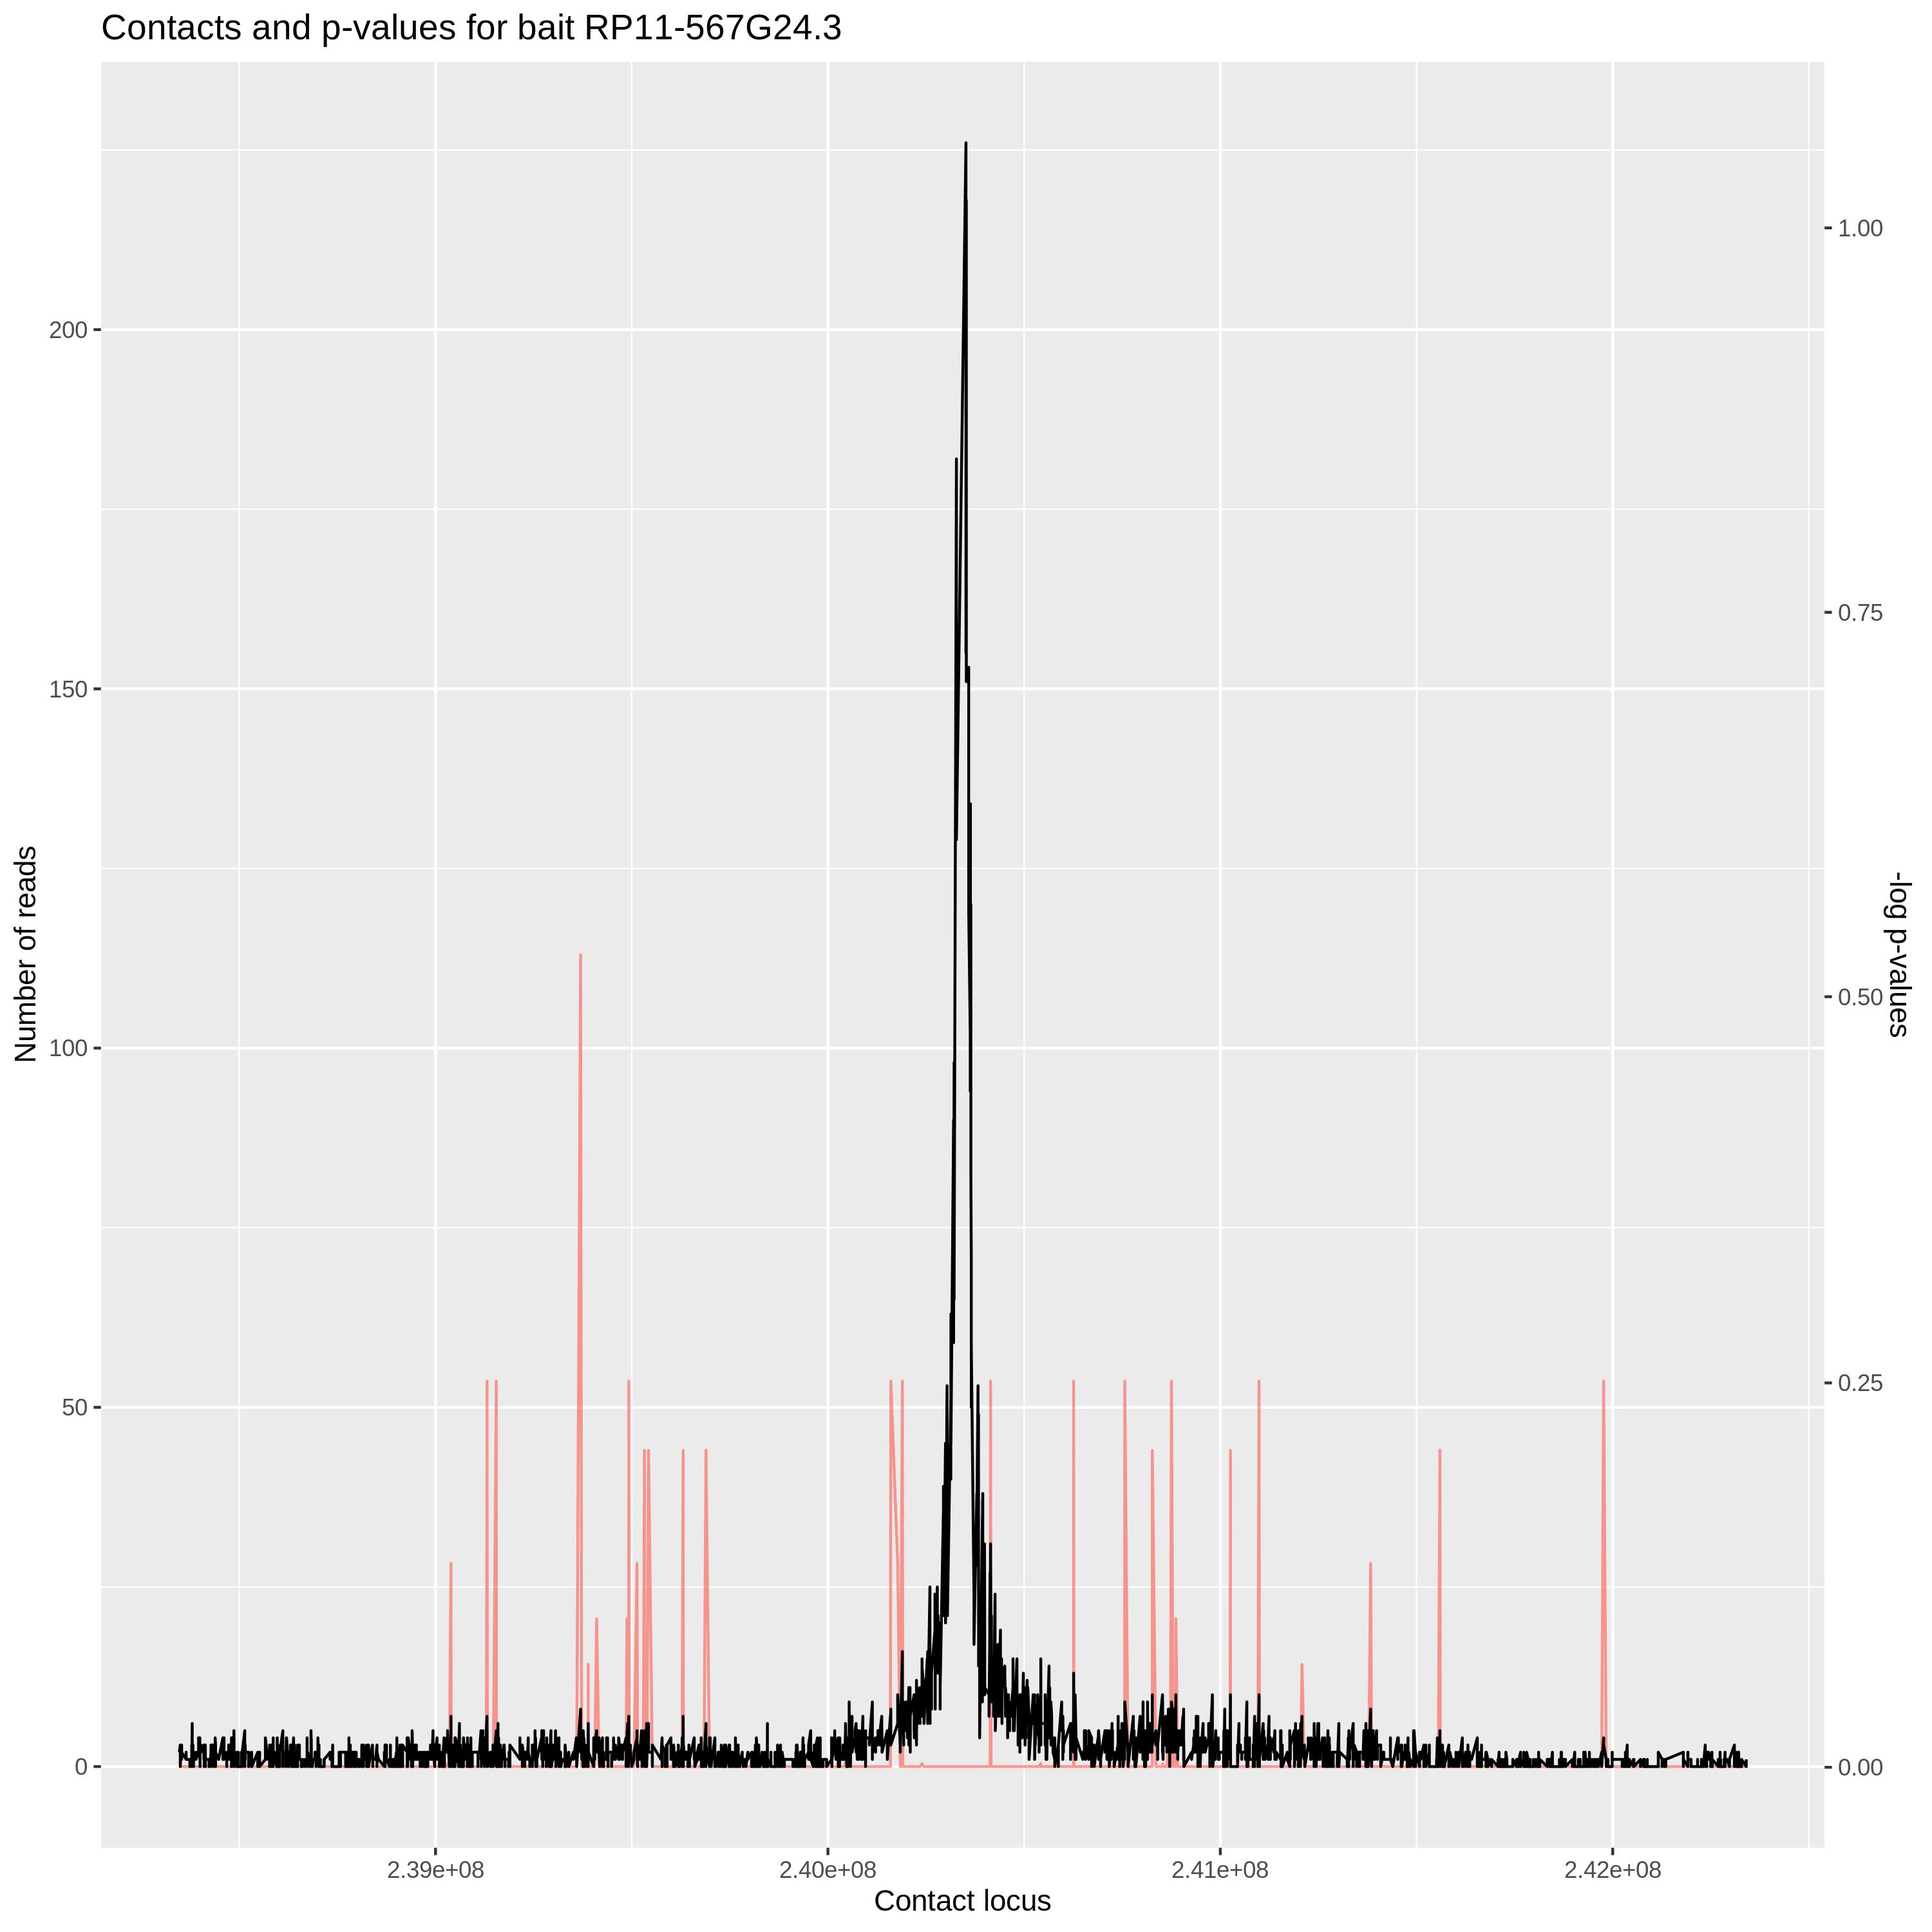 Contacts and p-values for bait RP11-567G24.3
Number of reads
200
150
100
50
0
1.00
0.75
0.50
0.25
0.00
-log p-values
2.39e+08 2.40e+08 2.41e+08 2.42e+08
Contact locus